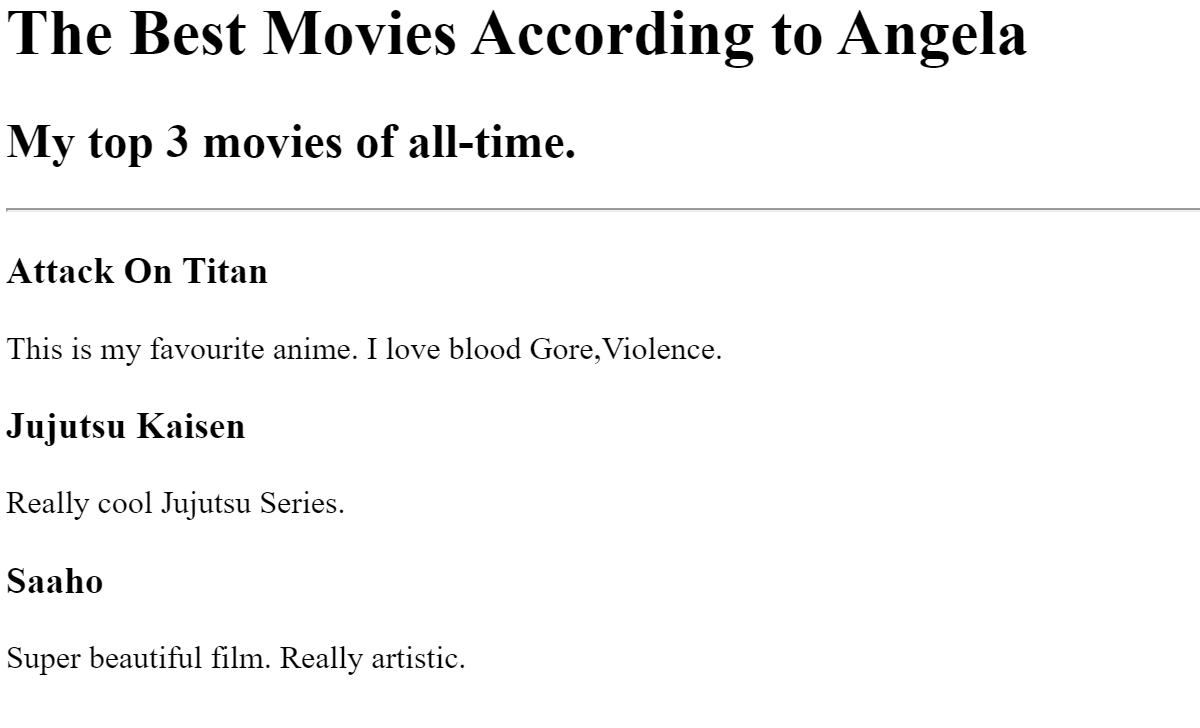 The Best Movies According to Angela
My top 3 movies of all-time.
Attack On Titan
This is my favourite anime. I love blood Gore,Violence.
Jujutsu Kaisen
Really cool Jujutsu Series.
Saaho
Super beautiful film. Really artistic.